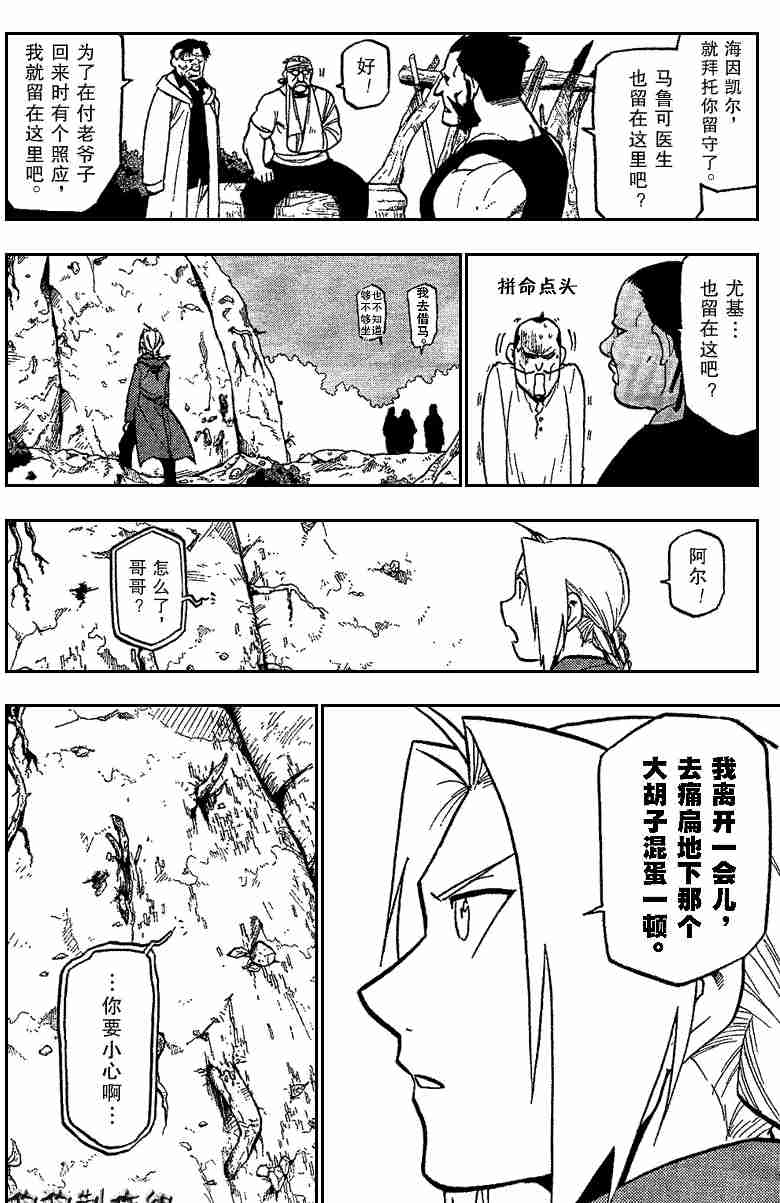 海因凯尔，
就拜托你留守了。
马鲁可医生
也留在这里吧？
好！
为了在付老爷子
回来时有个照应，
我就留在这里吧。
尤基…
也留在这吧？
拼命点头
我去借马。
也不知道
够不够坐
阿尔！
怎么了，
哥哥？
我离开一会儿，
去痛扁地下那个
大胡子混蛋一顿。
…你要小心啊…